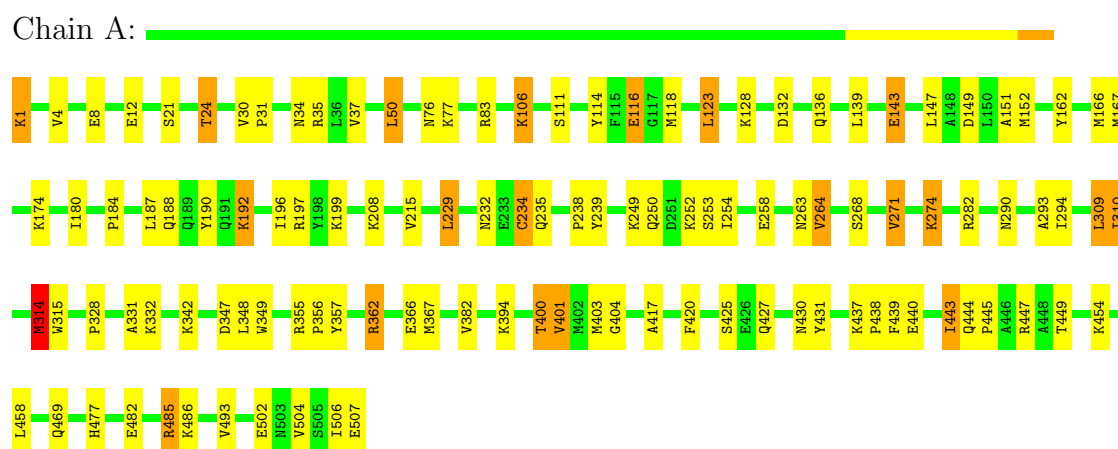 Chain A:
K1 V4 E8 E12 S21 T24 V30 P31 N34 R35 L36 V37 L50 N76 K77 R83 K106 S111 Y114 F115 E116 G117 M118 L123 K128 D132 Q136 L139 E143 L147 A148 D149 L150 A151 M152 Y162 M166
K174 I180 P184 L187 Q188 Q189 Y190 Q191 K192 I196 R197 Y198 K199 K208 V215 L229 N232 E233 C234 Q235 P238 Y239 K249 Q250 D251 K252 S253 I254 E258 N263 V264 S268 V271 K274 R282 N290 A293 I294 L309
M314 W315 P328 A331 K332 K342 D347 L348 W349 R355 P356 Y357 R362 E366 M367 V382 K394 T400 V401 M402 M403 G404 A417 F420 S425 E426 Q427 N430 Y431 K437 P438 F439 E440 I443 Q444 P445 A446 R447 A448 T449 K454
L458 Q469 H477 E482 R485 K486 V493 E502 N503 V504 S505 I506 E507